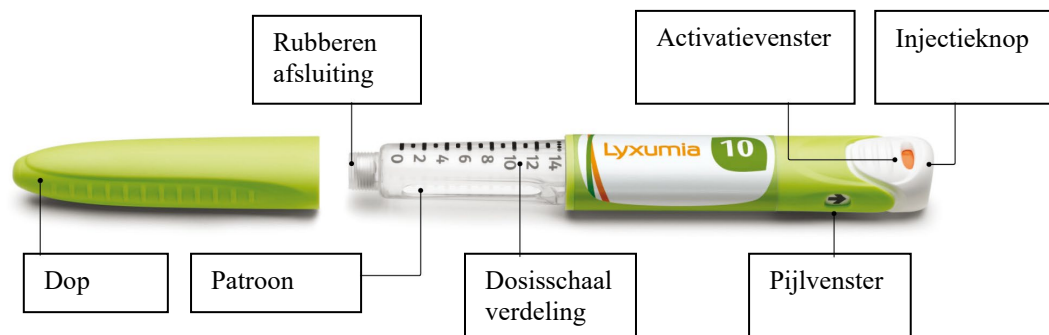 Rubberen
afsluiting
Activatievenster
Injectieknop
0 2 4 6 8 10 12 14
Lyxumia 10
Dop
Patroon
Dosisschaal
verdeling
Pijlvenster